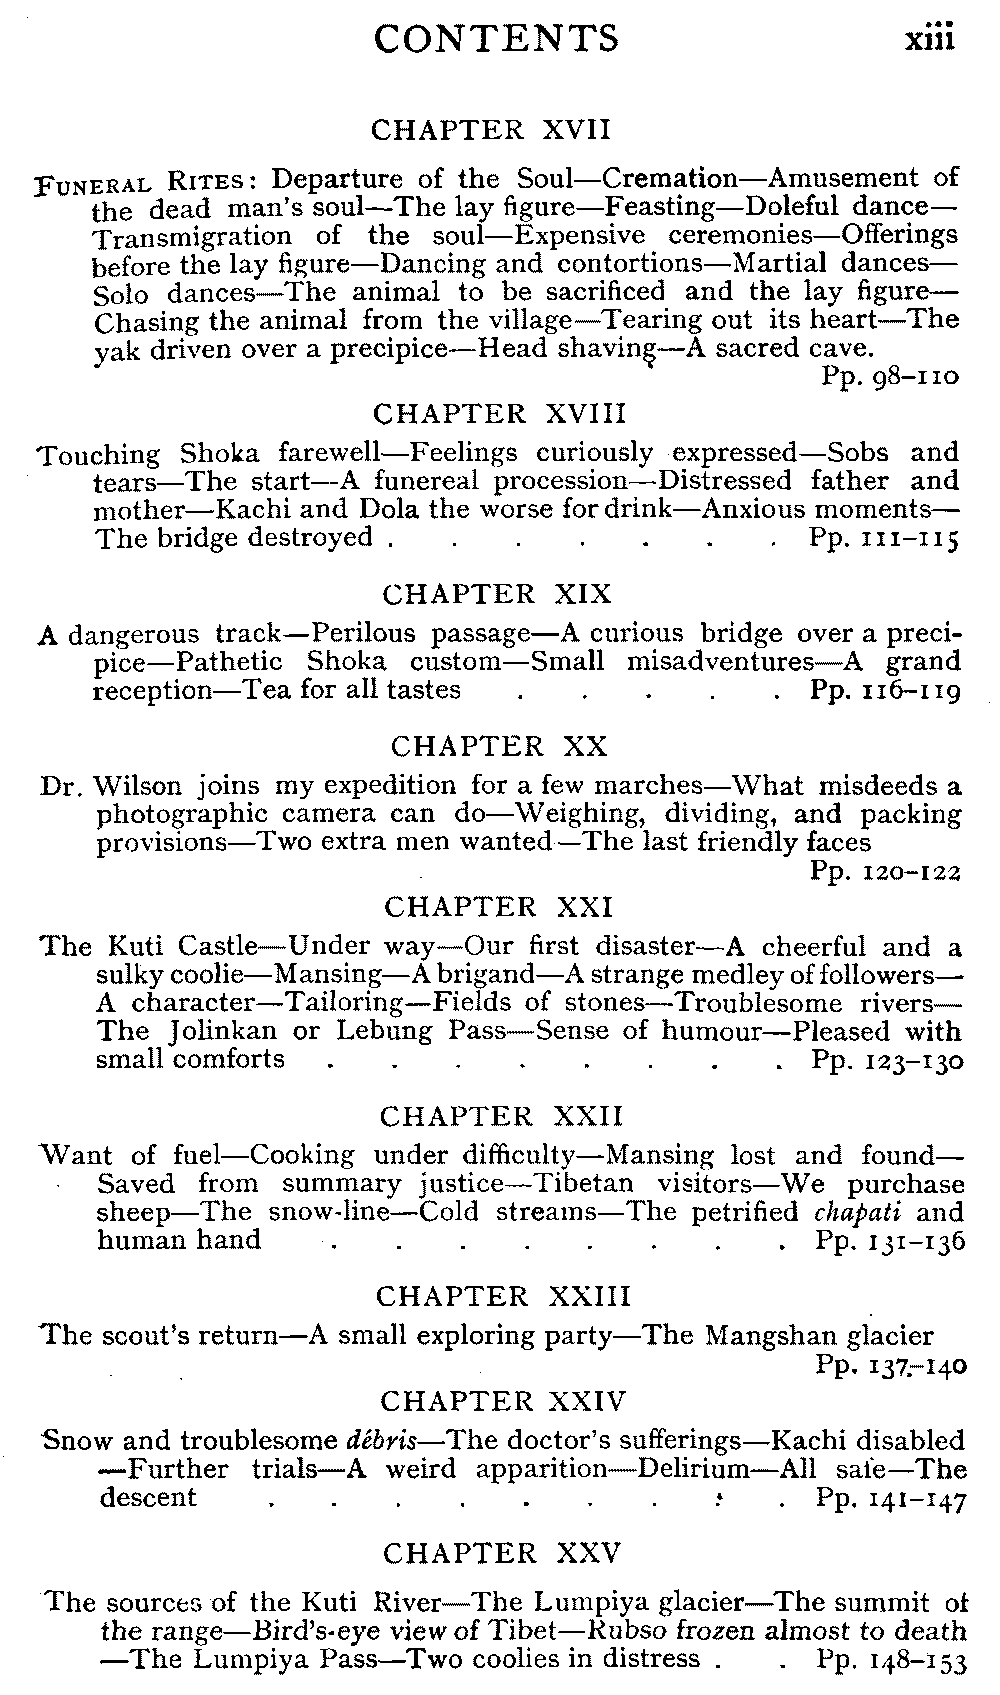 CONTENTS xiii
CHAPTER XVII
FUNERAL RITES: Departure of the Soul—Cremation—Amusement of
the dead man's soul—The lay figure—Feasting—Doleful dance—
Transmigration of the soul—Expensive ceremonies—Offerings
before the lay figure—Dancing and contortions—Martial dances—
Solo dances—The animal to be sacrificed and the lay figure—
Chasing the animal from the village—Tearing out its heart—The
yak driven over a precipice—Head shaving—A sacred cave.
Pp. 98–110
CHAPTER XVIII
Touching Shoka farewell—Feelings curiously expressed—Sobs and
tears—The start—A funereal procession—Distressed father and
mother—Kachi and Dola the worse for drink—Anxious moments—
The bridge destroyed . . . . . . . Pp. 111–115
CHAPTER XIX
A dangerous track—Perilous passage—A curious bridge over a preci-
pice—Pathetic Shoka custom—Small misadventures—A grand
reception—Tea for all tastes . . . . . Pp. 116–119
CHAPTER XX
Dr. Wilson joins my expedition for a few marches—What misdeeds a
photographic camera can do—Weighing, dividing, and packing
provisions—Two extra men wanted—The last friendly faces
Pp. 120–122
CHAPTER XXI
The Kuti Castle—Under way—Our first disaster—A cheerful and a
sulky coolie—Mansing—A brigand—A strange medley of followers—
A character—Tailoring—Fields of stones—Troublesome rivers—
The Jolinkan or Lebung Pass—Sense of humour—Pleased with
small comforts . . . . . . . . Pp. 123–130
CHAPTER XXII
Want of fuel—Cooking under difficulty—Mansing lost and found—
Saved from summary justice—Tibetan visitors—We purchase
sheep—The snow-line—Cold streams—The petrified chapati and
human hand . . . . . . . . Pp. 131–136
CHAPTER XXIII
The scout's return—A small exploring party—The Mangshan glacier
Pp. 137–140
CHAPTER XXIV
Snow and troublesome débris—The doctor's sufferings—Kachi disabled
—Further trials—A weird apparition—Delirium—All safe—The
descent . . . . . . . . . Pp. 141–147
CHAPTER XXV
The sources of the Kuti River—The Lumpiya glacier—The summit of
the range—Bird's-eye view of Tibet—Rubso frozen almost to death
—The Lumpiya Pass—Two coolies in distress . . Pp. 148–153